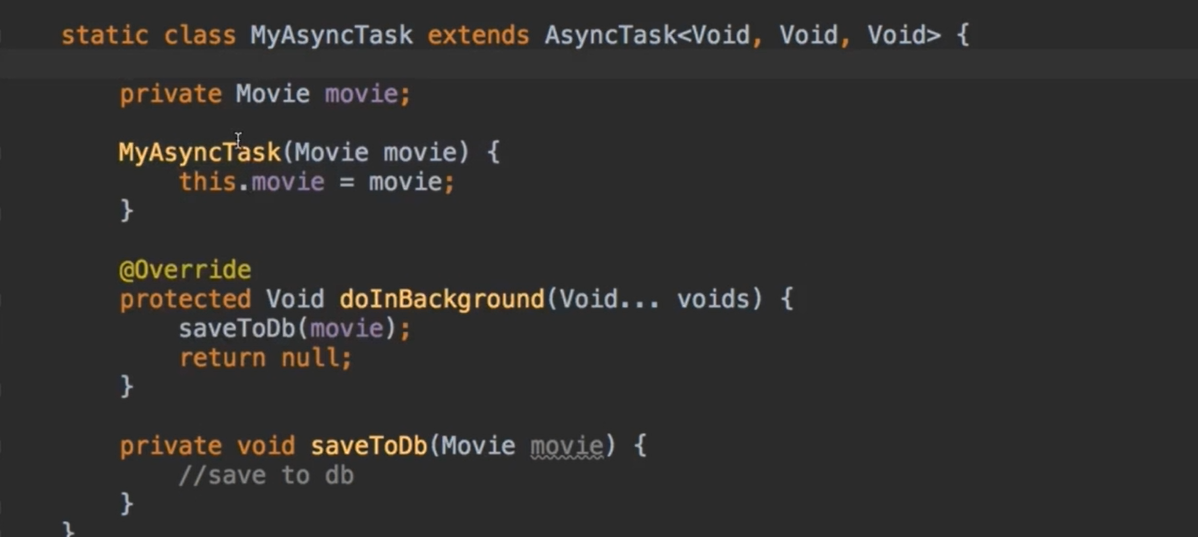 static class MyAsyncTask extends AsyncTask<Void, Void, Void> {
private Movie movie;
MyAsyncTask(Movie movie) {
this.movie = movie;
}
@Override
protected Void doInBackground(Void... voids) {
saveToDb(movie);
return null;
}
private void saveToDb(Movie movie) {
//save to db
}
}